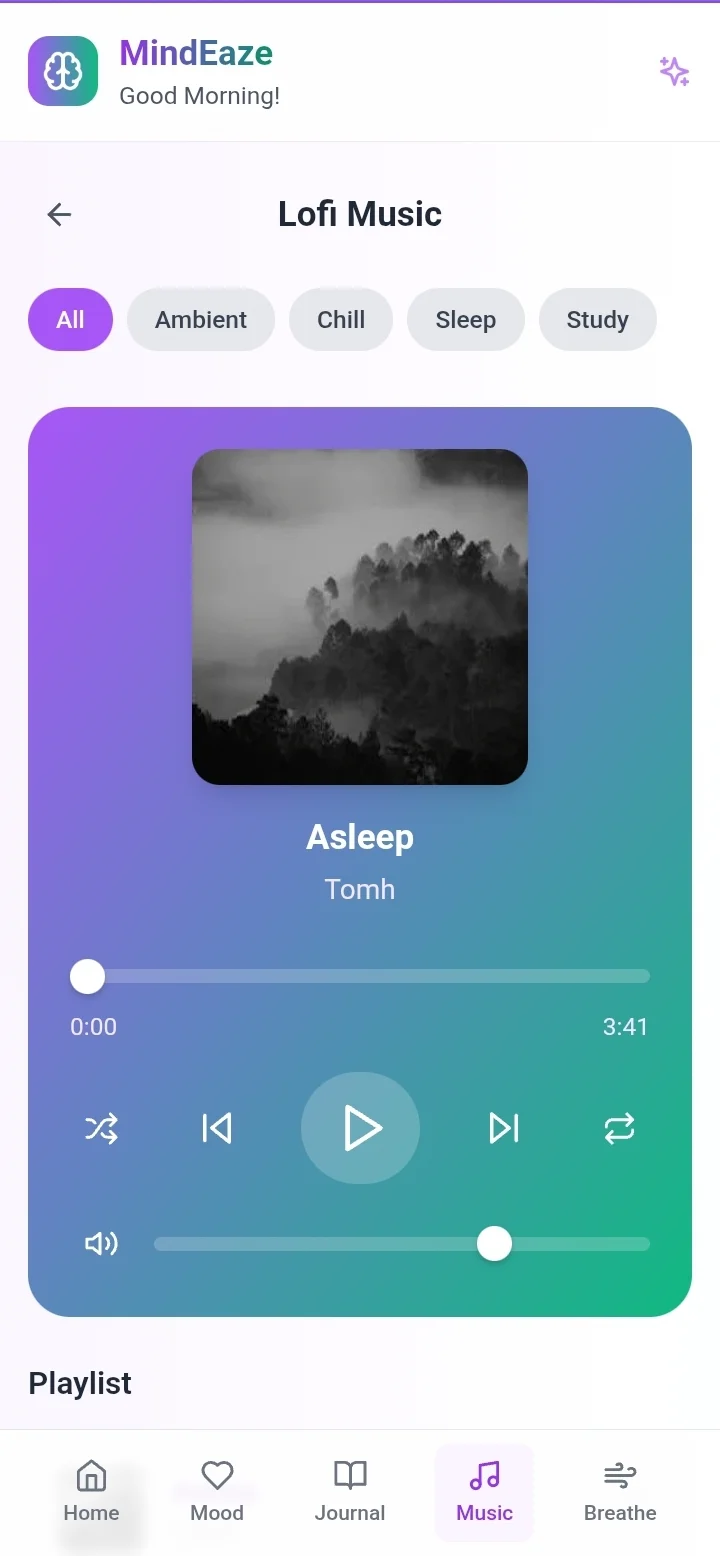 MindEaze
Good Morning!
Lofi Music
All Ambient Chill Sleep Study
Asleep
Tomh
0:00 3:41
Playlist
Home Mood Journal Music Breathe